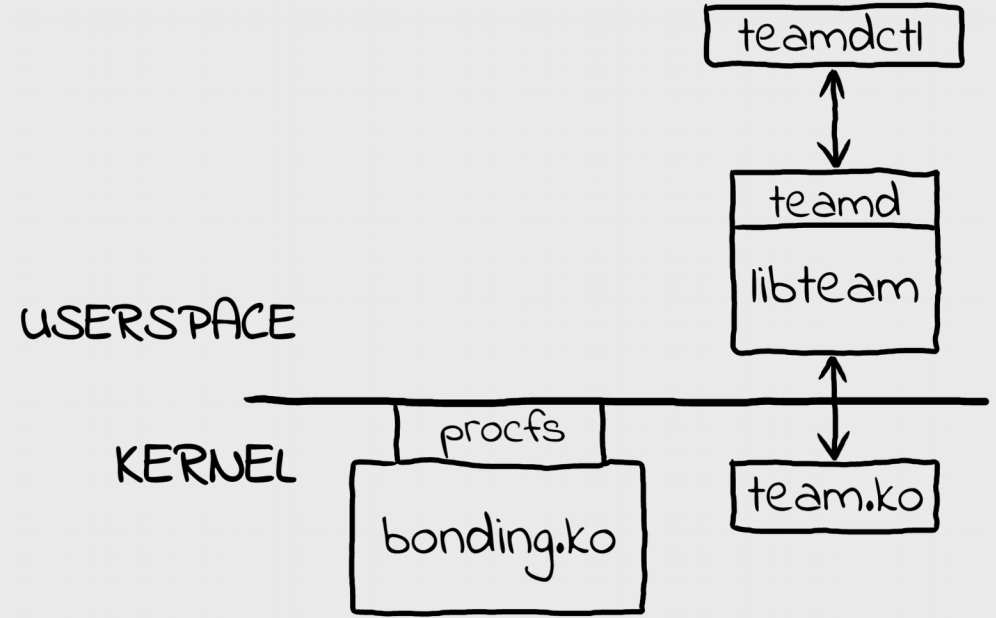 teamdctl
teamd
libteam
USERSPACE
procfs
KERNEL
bonding.ko
team.ko